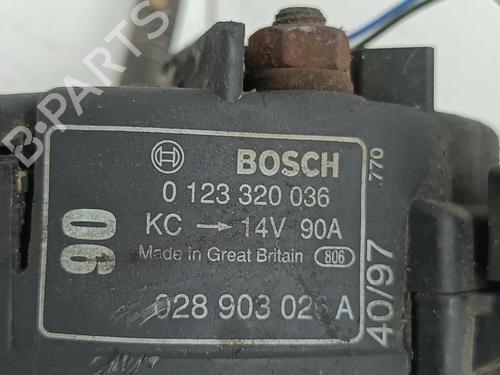 BOSCH
0 123 320 036
KC → 14V 90A
Made in Great Britain 806
028 903 026 A
90
40/97
770
B-PARTS